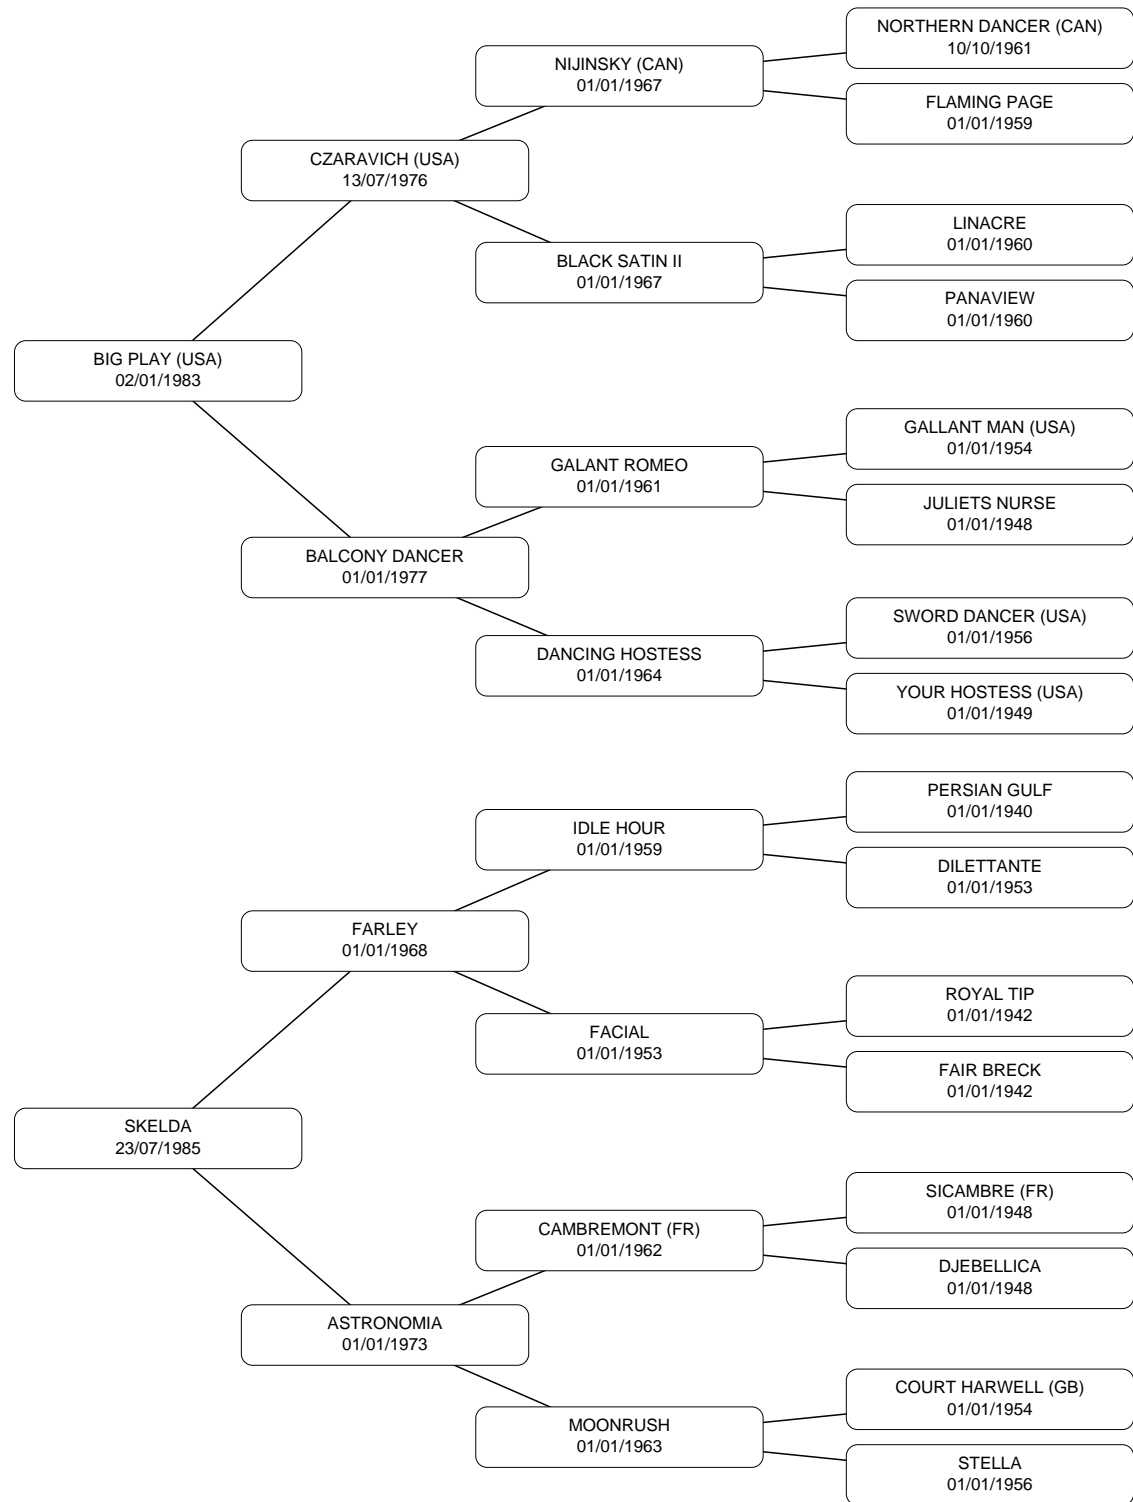 NORTHERN DANCER (CAN)
10/10/1961
NIJINSKY (CAN)
01/01/1967
FLAMING PAGE
01/01/1959
CZARAVICH (USA)
13/07/1976
LINACRE
01/01/1960
BLACK SATIN II
01/01/1967
PANAVIEW
01/01/1960
BIG PLAY (USA)
02/01/1983
GALLANT MAN (USA)
01/01/1954
GALANT ROMEO
01/01/1961
JULIETS NURSE
01/01/1948
BALCONY DANCER
01/01/1977
SWORD DANCER (USA)
01/01/1956
DANCING HOSTESS
01/01/1964
YOUR HOSTESS (USA)
01/01/1949
PERSIAN GULF
01/01/1940
IDLE HOUR
01/01/1959
DILETTANTE
01/01/1953
FARLEY
01/01/1968
ROYAL TIP
01/01/1942
FACIAL
01/01/1953
FAIR BRECK
01/01/1942
SKELDA
23/07/1985
SICAMBRE (FR)
01/01/1948
CAMBREMONT (FR)
01/01/1962
DJEBELLICA
01/01/1948
ASTRONOMIA
01/01/1973
COURT HARWELL (GB)
01/01/1954
MOONRUSH
01/01/1963
STELLA
01/01/1956